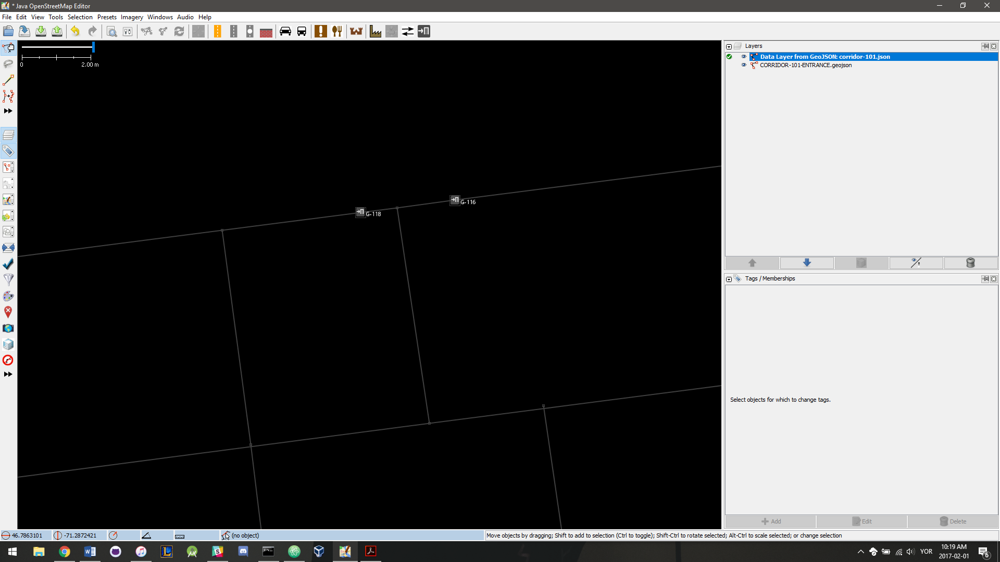 * Java OpenStreetMap Editor
File Edit View Tools Selection Presets Imagery Windows Audio Help
0 2.00 m
G-116
G-118
Layers
Data Layer from GeoJSON: corridor-101.json
CORRIDOR-101-ENTRANCE.geojson
Tags / Memberships
Select objects for which to change tags.
Add Edit Delete
46.7863101 -71.2872421 (no object) Move objects by dragging; Shift to add to selection (Ctrl to toggle); Shift-Ctrl to rotate selected; Alt-Ctrl to scale selected; or change selection
YOR
10:19 AM
2017-02-01
6